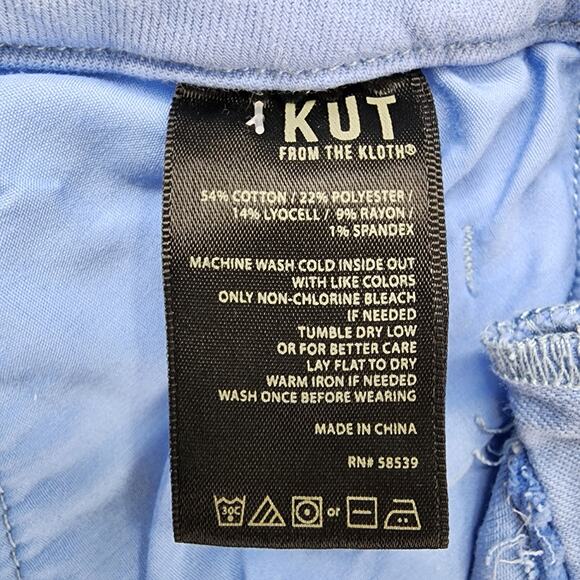 KUT
FROM THE KLOTH®
54% COTTON / 22% POLYESTER /
14% LYOCELL / 9% RAYON /
1% SPANDEX
MACHINE WASH COLD INSIDE OUT
WITH LIKE COLORS
ONLY NON-CHLORINE BLEACH
IF NEEDED
TUMBLE DRY LOW
OR FOR BETTER CARE
LAY FLAT TO DRY
WARM IRON IF NEEDED
WASH ONCE BEFORE WEARING
MADE IN CHINA
RN# 58539
30C or